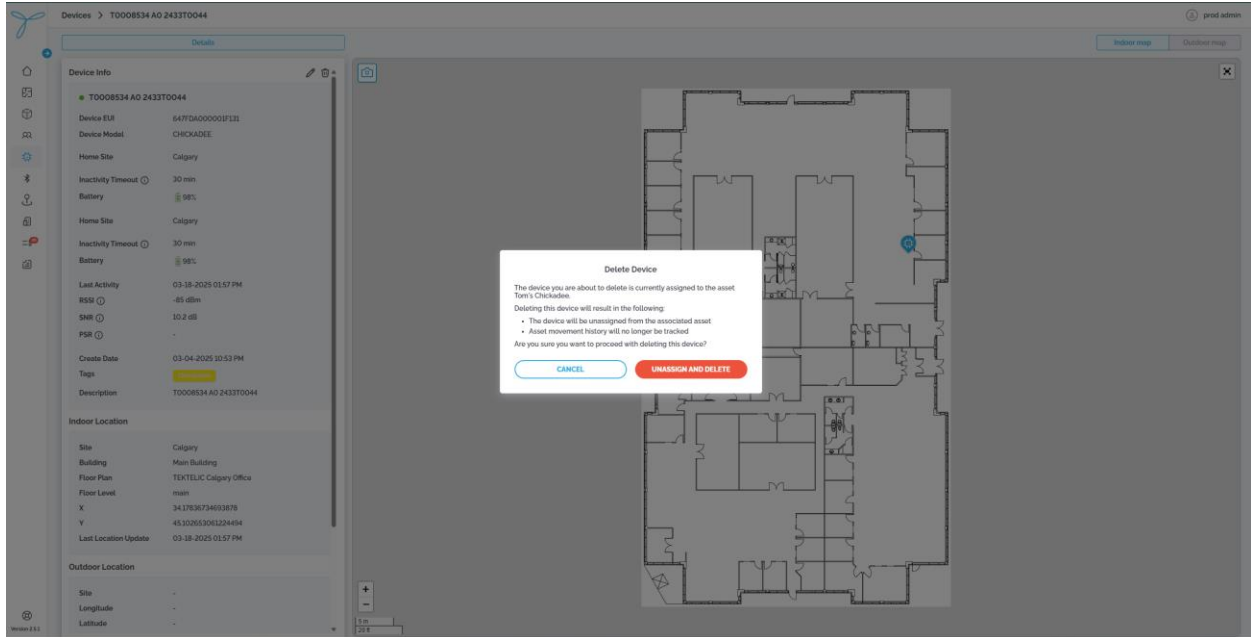 Devices > T0008534 A0 2433T0044
prod admin
Details
Indoor map
Outdoor map
Device Info
T0008534 A0 2433T0044
Device EUI 647FDA000001F131
Device Model CHICKADEE
Home Site Calgary
Inactivity Timeout 30 min
Battery 98%
Home Site Calgary
Inactivity Timeout 30 min
Battery 98%
Last Activity 03-18-2025 01:57 PM
RSSI -85 dBm
SNR 10.2 dB
PSR -
Create Date 03-04-2025 10:53 PM
Tags
Description T0008534 A0 2433T0044
Indoor Location
Site Calgary
Building Main Building
Floor Plan TEKTELIC Calgary Office
Floor Level main
X 34.17836734693878
Y 45.10265306122449​4
Last Location Update 03-18-2025 01:57 PM
Outdoor Location
Site -
Longitude -
Latitude -
Delete Device
The device you are about to delete is currently assigned to the asset
Tom's Chickadee.
Deleting this device will result in the following:
• The device will be unassigned from the associated asset
• Asset movement history will no longer be tracked
Are you sure you want to proceed with deleting this device?
CANCEL
UNASSIGN AND DELETE
+
−
5 m
20 ft